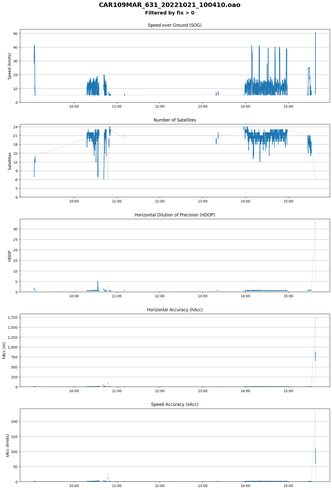 CAR109MAR_631_20221021_100410.oao
Filtered by fix > 0
Speed over Ground (SOG)
Speed (knots)
50
40
30
20
10
0
10:00 11:00 12:00 13:00 14:00 15:00
Number of Satellites
Satellites
24
21
18
15
12
9
6
3
0
10:00 11:00 12:00 13:00 14:00 15:00
Horizontal Dilution of Precision (HDOP)
HDOP
30
25
20
15
10
5
0
10:00 11:00 12:00 13:00 14:00 15:00
Horizontal Accuracy (hAcc)
hAcc (m)
1,750
1,500
1,250
1,000
750
500
250
0
10:00 11:00 12:00 13:00 14:00 15:00
Speed Accuracy (sAcc)
sAcc (knots)
200
150
100
50
0
10:00 11:00 12:00 13:00 14:00 15:00